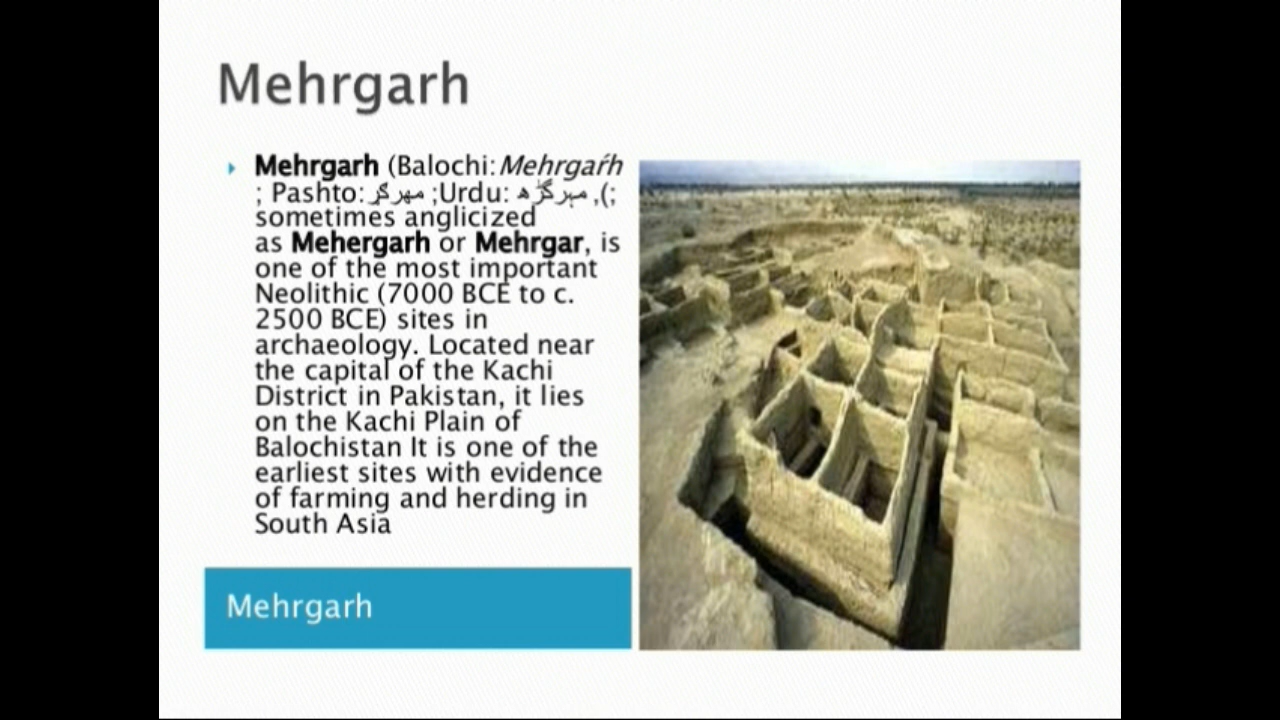 Mehrgarh
Mehrgarh (Balochi: Mehrgaŕh
; Pashto: مهرګړ ;Urdu: مہرگڑھ ,(;
sometimes anglicized
as Mehergarh or Mehrgar, is
one of the most important
Neolithic (7000 BCE to c.
2500 BCE) sites in
archaeology. Located near
the capital of the Kachi
District in Pakistan, it lies
on the Kachi Plain of
Balochistan It is one of the
earliest sites with evidence
of farming and herding in
South Asia
Mehrgarh